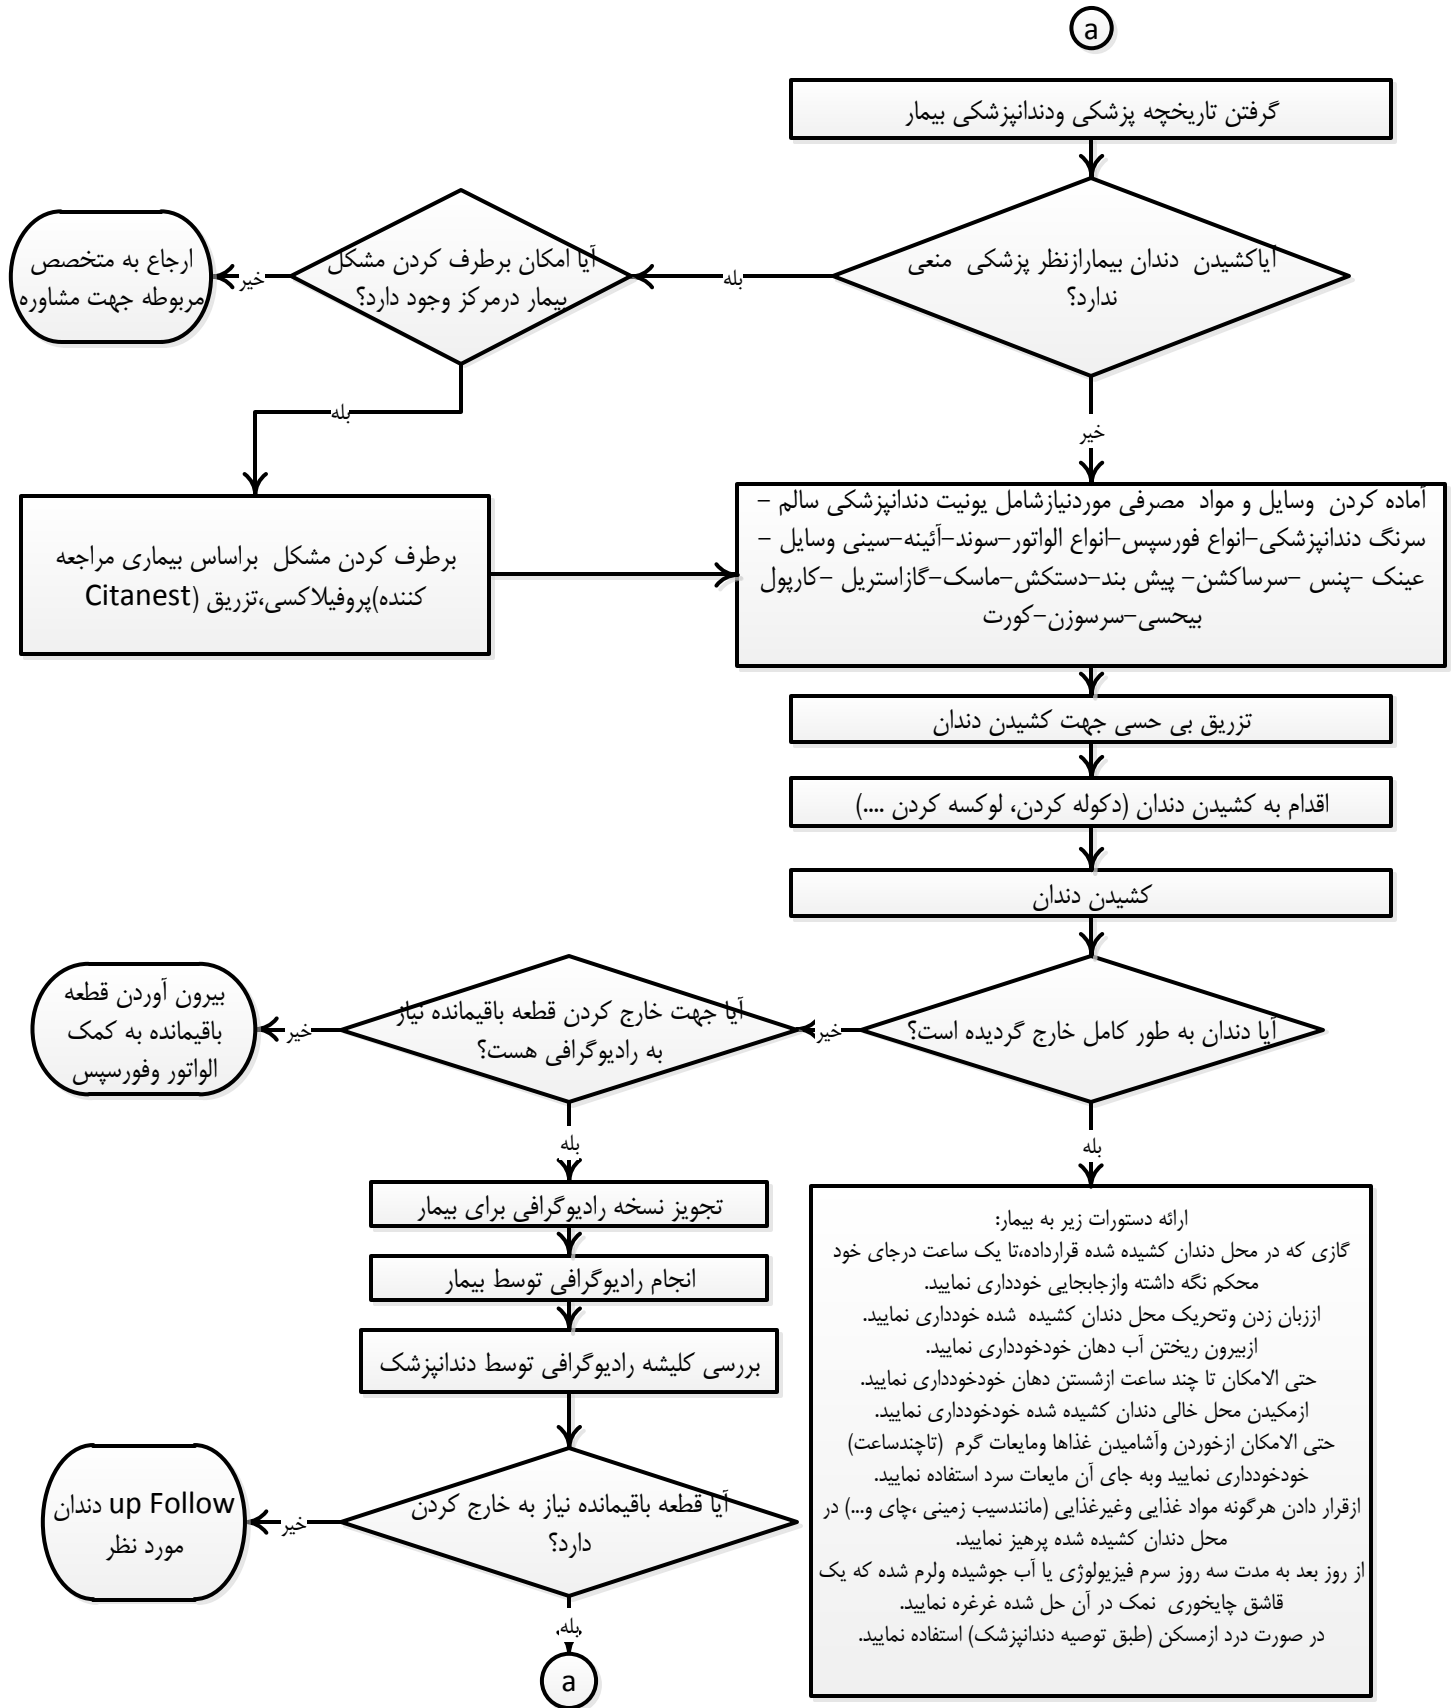 a
گرفتن تاریخچه پزشکی ودندانپزشکی بیمار
آیاکشیدن دندان بیمارازنظر پزشکی منعی
ندارد؟
بله
آیا امکان برطرف کردن مشکل
بیمار درمرکز وجود دارد؟
خیر
ارجاع به متخصص
مربوطه جهت مشاوره
بله
خیر
برطرف کردن مشکل براساس بیماری مراجعه
کننده)پروفیلاکسی،تزریق (Citanest
آماده کردن وسایل و مواد مصرفی موردنیازشامل یونیت دندانپزشکی سالم –
سرنگ دندانپزشکی–انواع فورسپس–انواع الواتور–سوند–آئینه–سینی وسایل –
عینک –پنس –سرساکشن– پیش بند–دستکش–ماسک–گازاستریل –کارپول
بیحسی–سرسوزن–کورت
تزریق بی حسی جهت کشیدن دندان
اقدام به کشیدن دندان (دکوله کردن، لوکسه کردن ....)
کشیدن دندان
آیا دندان به طور کامل خارج گردیده است؟
خیر
آیا جهت خارج کردن قطعه باقیمانده نیاز
به رادیوگرافی هست؟
خیر
بیرون آوردن قطعه
باقیمانده به کمک
الواتور وفورسپس
بله
بله
تجویز نسخه رادیوگرافی برای بیمار
انجام رادیوگرافی توسط بیمار
بررسی کلیشه رادیوگرافی توسط دندانپزشک
آیا قطعه باقیمانده نیاز به خارج کردن
دارد؟
خیر
up Follow دندان
مورد نظر
بله
a
ارائه دستورات زیر به بیمار:
گازی که در محل دندان کشیده شده قرارداده،تا یک ساعت درجای خود
محکم نگه داشته وازجابجایی خودداری نمایید.
اززبان زدن وتحریک محل دندان کشیده شده خودداری نمایید.
ازبیرون ریختن آب دهان خودخودداری نمایید.
حتی الامکان تا چند ساعت ازشستن دهان خودخودداری نمایید.
ازمکیدن محل خالی دندان کشیده شده خودخودداری نمایید.
حتی الامکان ازخوردن وآشامیدن غذاها ومایعات گرم (تاچندساعت)
خودخودداری نمایید وبه جای آن مایعات سرد استفاده نمایید.
ازقرار دادن هرگونه مواد غذایی وغیرغذایی (مانندسیب زمینی ،چای و...) در
محل دندان کشیده شده پرهیز نمایید.
از روز بعد به مدت سه روز سرم فیزیولوژی یا آب جوشیده ولرم شده که یک
قاشق چایخوری نمک در آن حل شده غرغره نمایید.
در صورت درد ازمسکن (طبق توصیه دندانپزشک) استفاده نمایید.